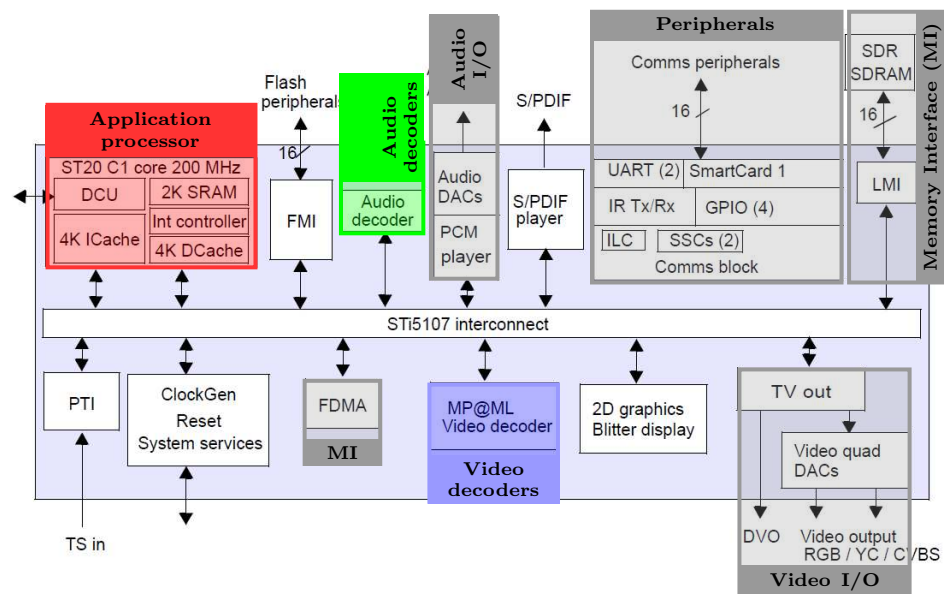 Application
processor
ST20 C1 core 200 MHz
DCU
2K SRAM
4K ICache
Int controller
4K DCache
Flash
peripherals
16
FMI
Audio
decoders
Audio
decoder
Audio
I/O
Audio
DACs
PCM
player
S/PDIF
S/PDIF
player
Peripherals
Comms peripherals
16
UART (2)
SmartCard 1
IR Tx/Rx
GPIO (4)
ILC
SSCs (2)
Comms block
SDR
SDRAM
16
LMI
Memory Interface (MI)
STi5107 interconnect
PTI
TS in
ClockGen
Reset
System services
FDMA
MI
MP@ML
Video decoder
Video
decoders
2D graphics
Blitter display
TV out
Video quad
DACs
DVO
Video output
RGB / YC / CVBS
Video I/O